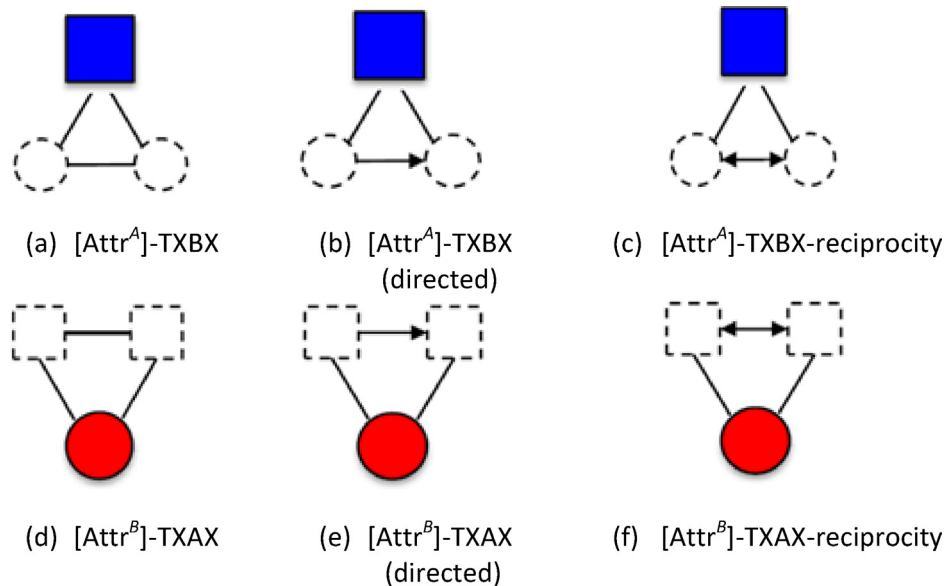 (a) [Attr^A]-TXBX
(b) [Attr^A]-TXBX
(directed)
(c) [Attr^A]-TXBX-reciprocity
(d) [Attr^B]-TXAX
(e) [Attr^B]-TXAX
(directed)
(f) [Attr^B]-TXAX-reciprocity